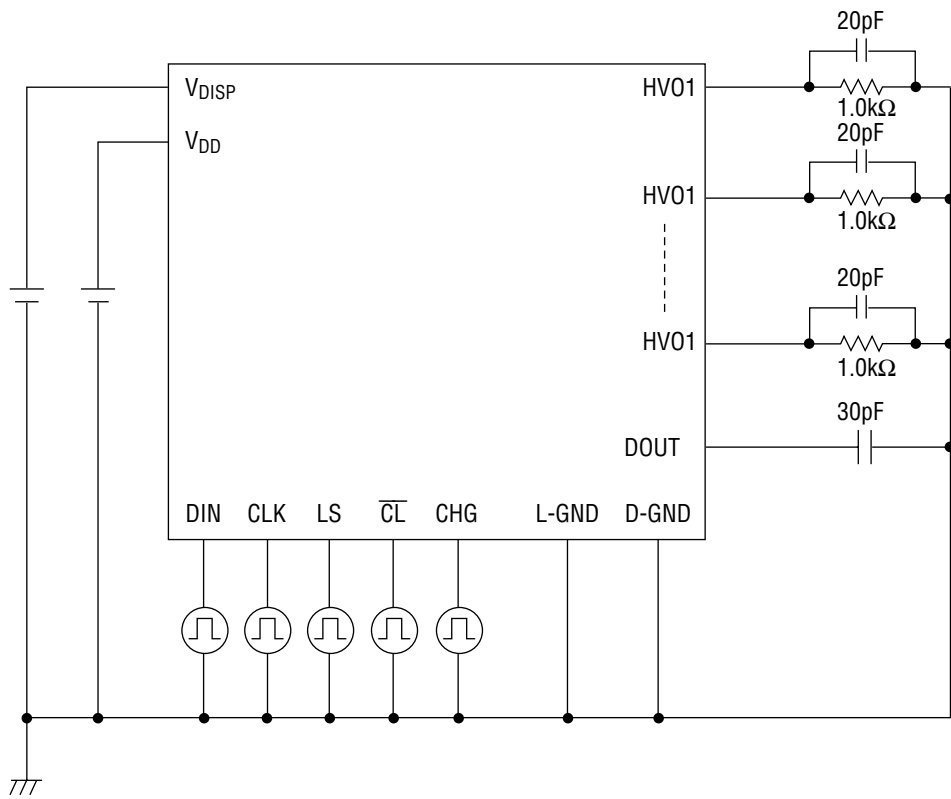 20pF
VDISP
HVO1
1.0kΩ
VDD
20pF
HVO1
1.0kΩ
20pF
HVO1
1.0kΩ
30pF
DOUT
DIN CLK LS CL CHG L-GND D-GND